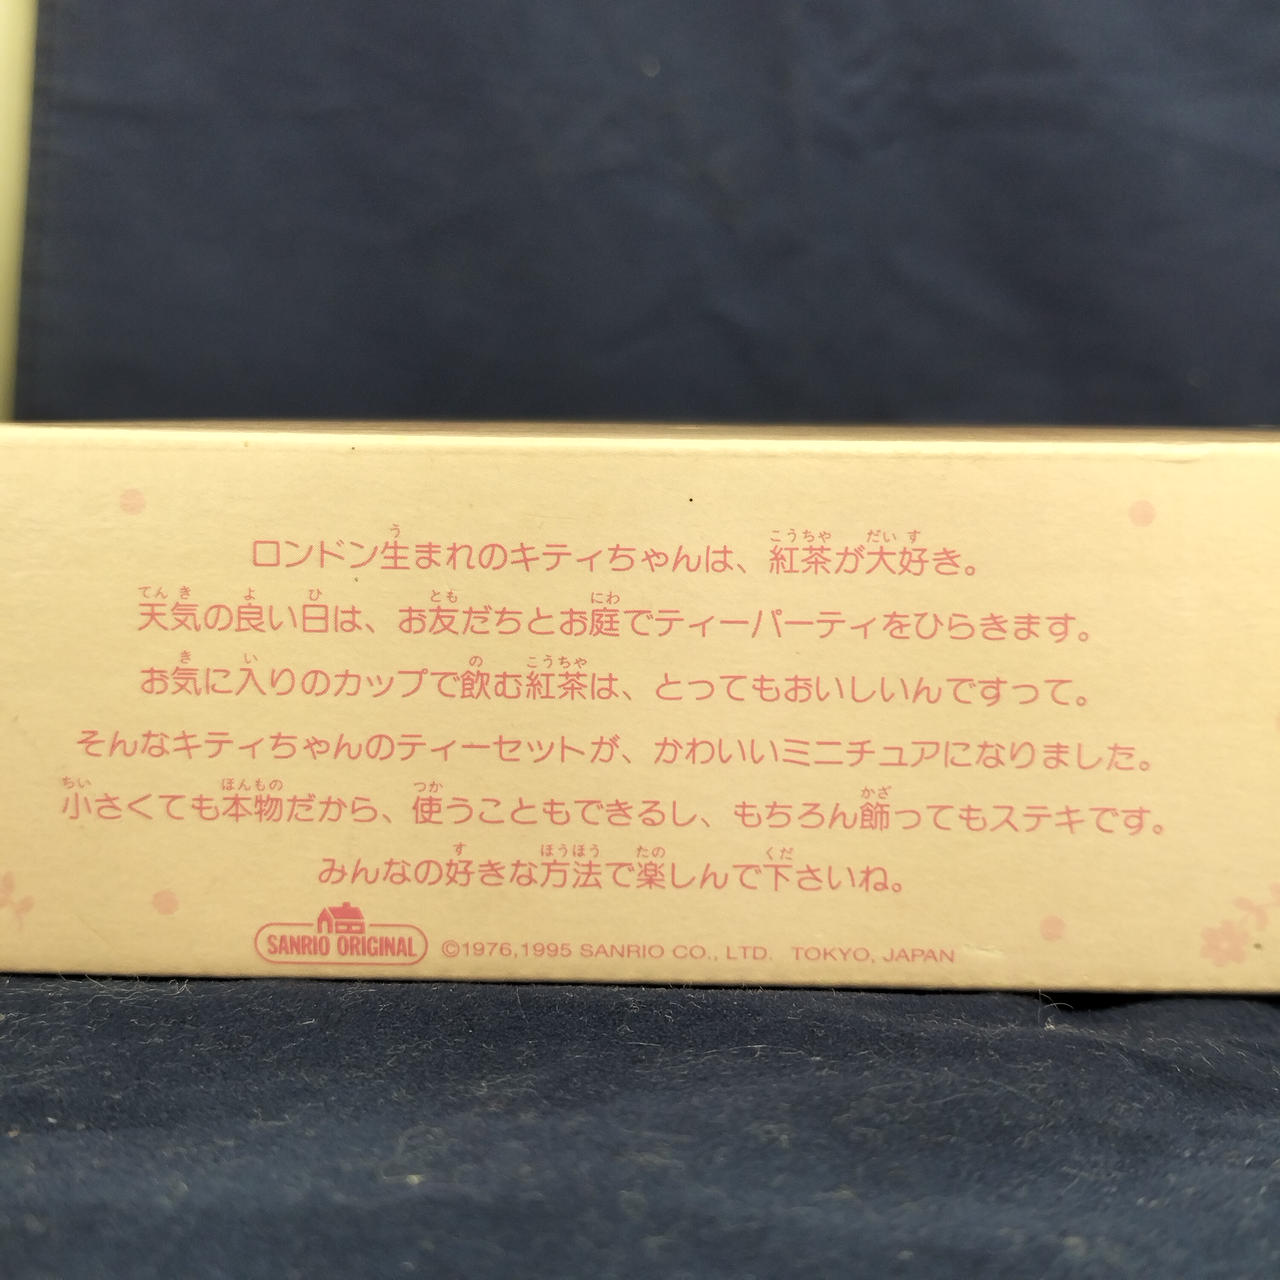 ロンドン生まれのキティちゃんは、紅茶が大好き。
天気の良い日は、お友だちとお庭でティーパーティをひらきます。
お気に入りのカップで飲む紅茶は、とってもおいしいんですって。
そんなキティちゃんのティーセットが、かわいいミニチュアになりました。
小さくても本物だから、使うこともできるし、もちろん飾ってもステキです。
みんなの好きな方法で楽しんで下さいね。
SANRIO ORIGINAL ©1976,1995 SANRIO CO., LTD. TOKYO, JAPAN